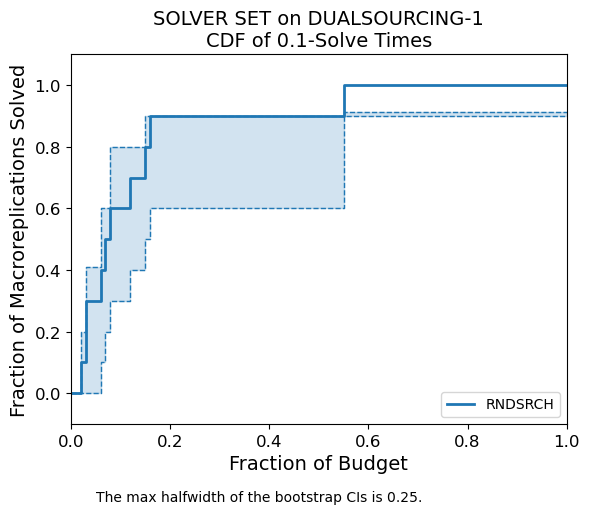 SOLVER SET on DUALSOURCING-1
CDF of 0.1-Solve Times
Fraction of Macroreplications Solved
1.0
0.8
0.6
0.4
0.2
0.0
RNDSRCH
0.0 0.2 0.4 0.6 0.8 1.0
Fraction of Budget
The max halfwidth of the bootstrap CIs is 0.25.